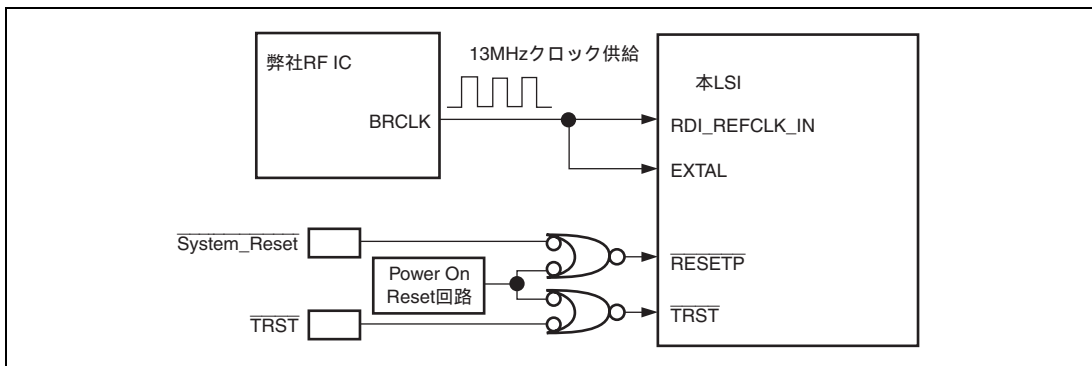 弊社RF IC
13MHzクロック供給
本LSI
BRCLK
RDI_REFCLK_IN
EXTAL
System_Reset
Power On
Reset回路
RESETP
TRST
TRST